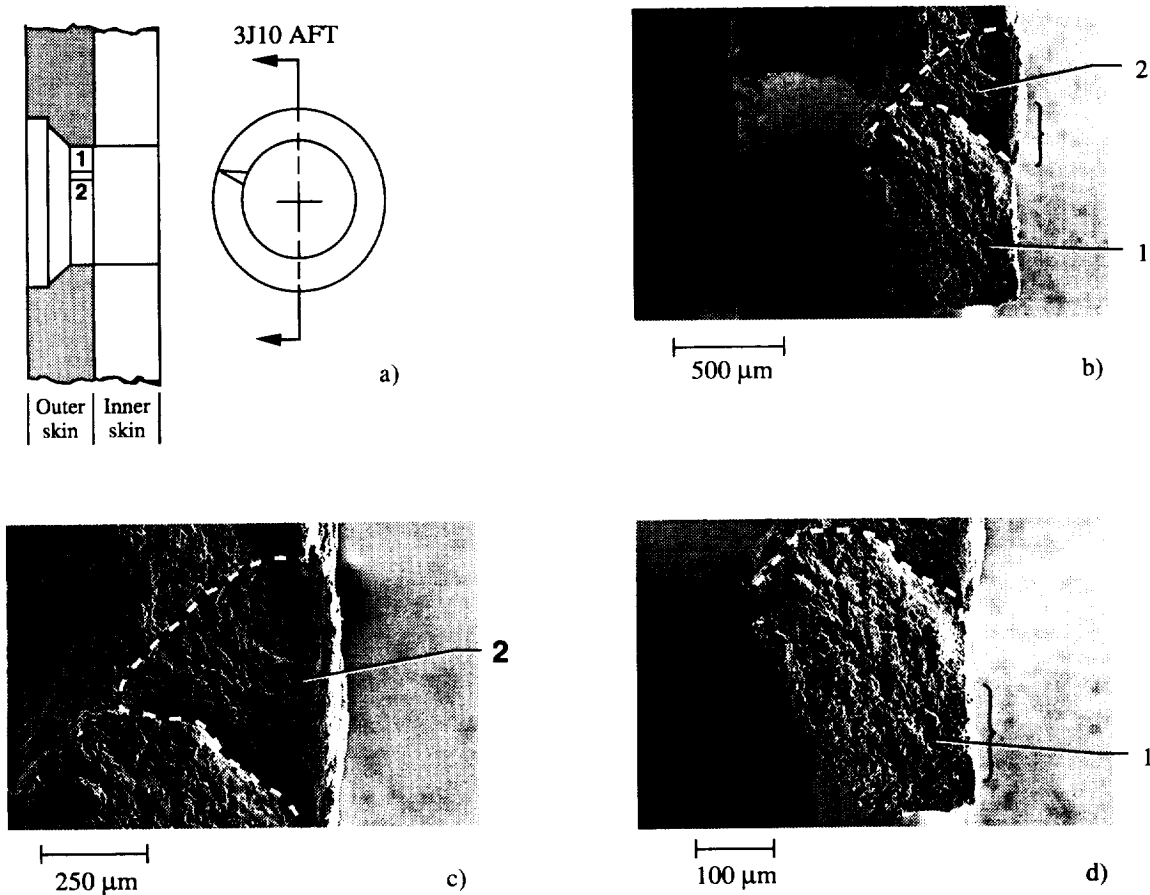 3J10 AFT
1
2
Outer skin
Inner skin
a)
2
1
500 μm
b)
2
250 μm
c)
1
100 μm
d)